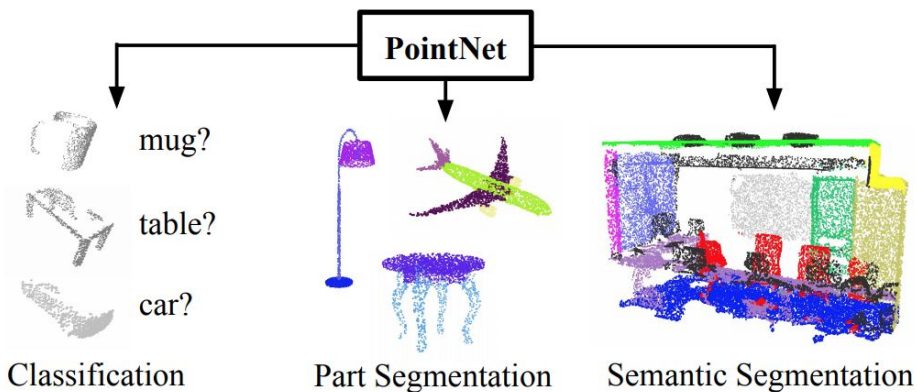 PointNet
mug?
table?
car?
Classification
Part Segmentation
Semantic Segmentation